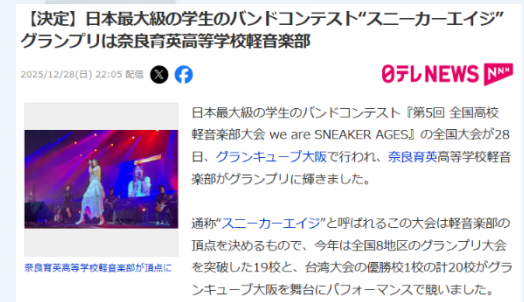 【決定】日本最大級の学生のバンドコンテスト“スニーカーエイジ”
グランプリは奈良育英高等学校軽音楽部
2025/12/28(日) 22:05 配信
日テレNEWS NNN
日本最大級の学生のバンドコンテスト『第5回 全国高校
軽音楽部大会 we are SNEAKER AGES』の全国大会が28
日、グランキューブ大阪で行われ、奈良育英高等学校軽音
楽部がグランプリに輝きました。
通称“スニーカーエイジ”と呼ばれるこの大会は軽音楽部の
頂点を決めるもので、今年は全国8地区のグランプリ大会
を突破した19校と、台湾大会の優勝校1校の計20校がグラ
ンキューブ大阪を舞台にパフォーマンスで競いました。
奈良育英高等学校軽音楽部が頂点に